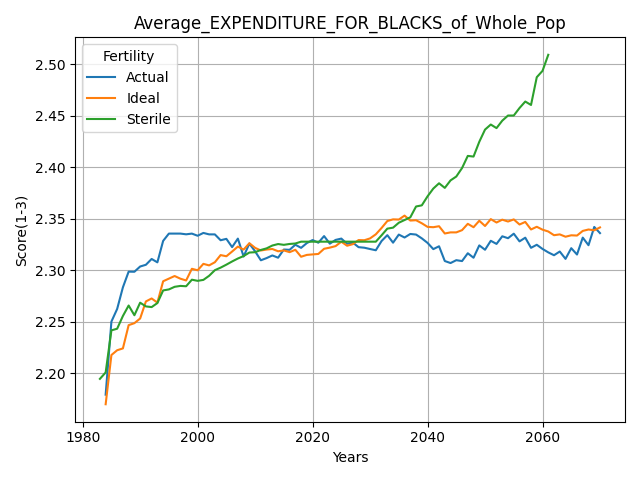 Average_EXPENDITURE_FOR_BLACKS_of_Whole_Pop
Fertility
Actual
Ideal
Sterile
Score(1-3)
2.50
2.45
2.40
2.35
2.30
2.25
2.20
1980 2000 2020 2040 2060
Years